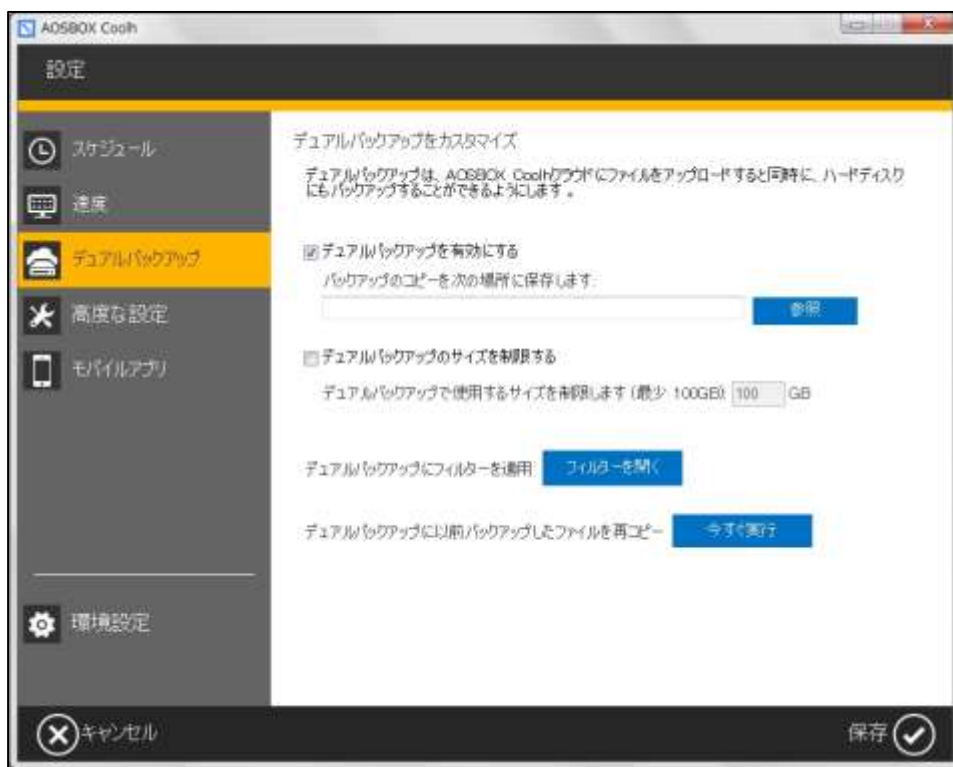 AOSBOX Coolh
設定
スケジュール
速度
デュアルバックアップ
高度な設定
モバイルアプリ
環境設定
デュアルバックアップをカスタマイズ
デュアルバックアップは、AOSBOX Coolhクラウドにファイルをアップロードすると同時に、ハードディスク
にもバックアップすることができるようにします。
デュアルバックアップを有効にする
バックアップのコピーを次の場所に保存します:
参照
デュアルバックアップのサイズを制限する
デュアルバックアップで使用するサイズを制限します (最少 100GB): 100 GB
デュアルバックアップにフィルターを適用 フィルターを開く
デュアルバックアップに以前バックアップしたファイルを再コピー 今すぐ実行
キャンセル
保存